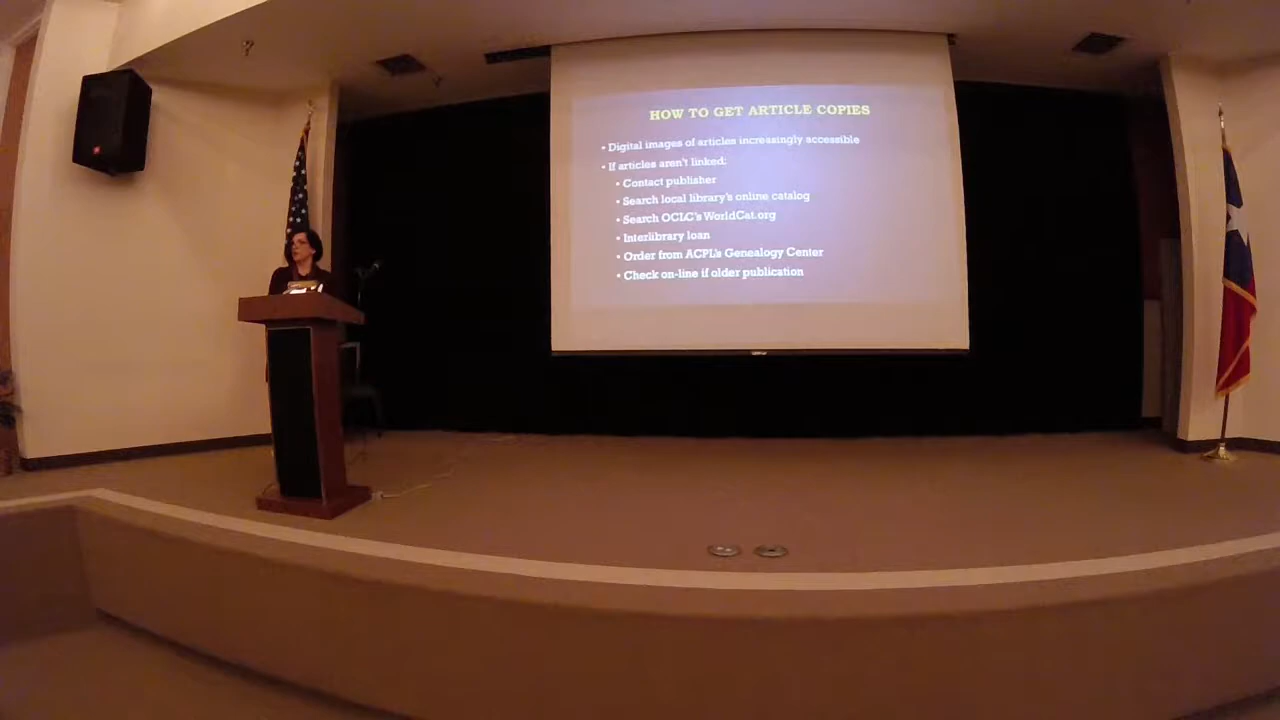 HOW TO GET ARTICLE COPIES
• Digital images of articles increasingly accessible
• If articles aren't linked:
• Contact publisher
• Search local library's online catalog
• Search OCLC's WorldCat.org
• Interlibrary loan
• Order from ACPL's Genealogy Center
• Check on-line if older publication